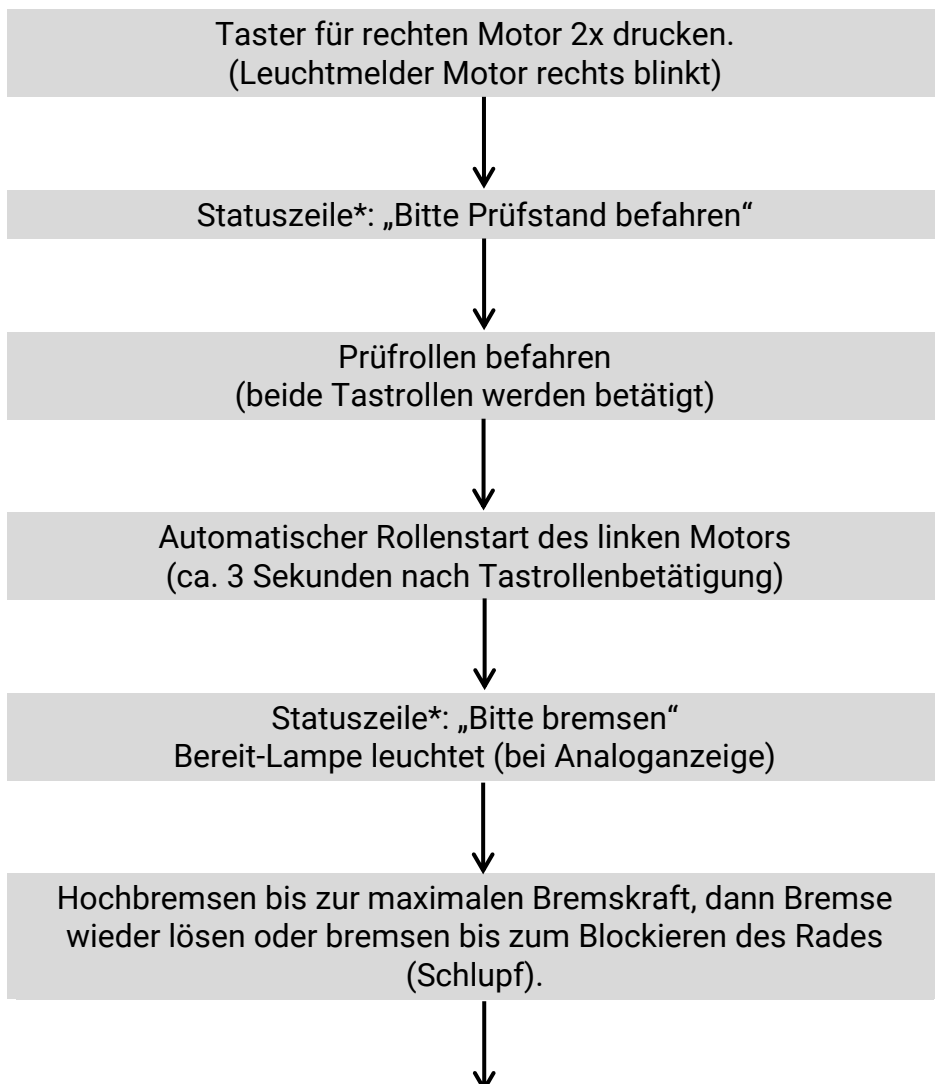 Taster für rechten Motor 2x drucken.
(Leuchtmelder Motor rechts blinkt)
Statuszeile*: „Bitte Prüfstand befahren“
Prüfrollen befahren
(beide Tastrollen werden betätigt)
Automatischer Rollenstart des linken Motors
(ca. 3 Sekunden nach Tastrollenbetätigung)
Statuszeile*: „Bitte bremsen“
Bereit-Lampe leuchtet (bei Analoganzeige)
Hochbremsen bis zur maximalen Bremskraft, dann Bremse
wieder lösen oder bremsen bis zum Blockieren des Rades
(Schlupf).